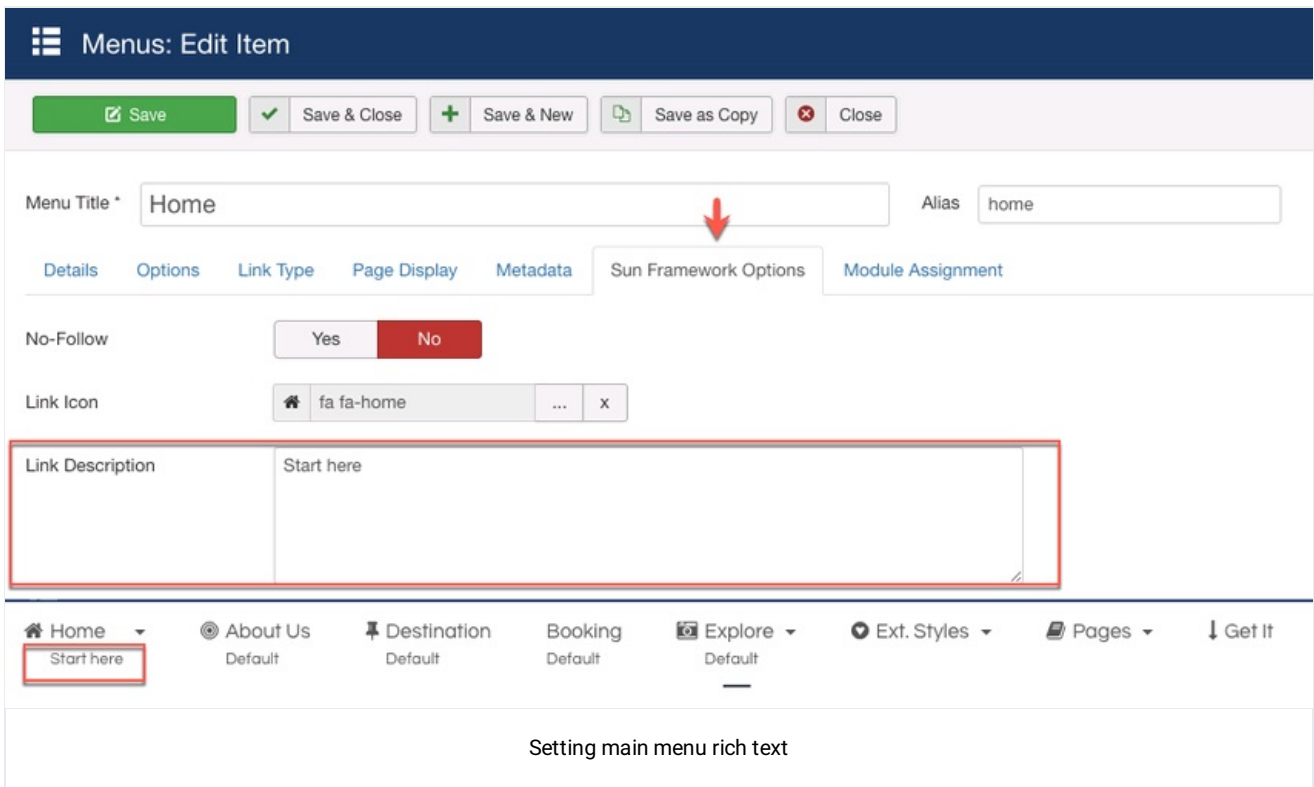 Menus: Edit Item
Save Save & Close Save & New Save as Copy Close
Menu Title * Home Alias home
Details Options Link Type Page Display Metadata Sun Framework Options Module Assignment
No-Follow Yes No
Link Icon fa fa-home ... x
Link Description Start here
Home About Us Destination Booking Explore Ext. Styles Pages Get It
Start here Default Default Default Default
Setting main menu rich text